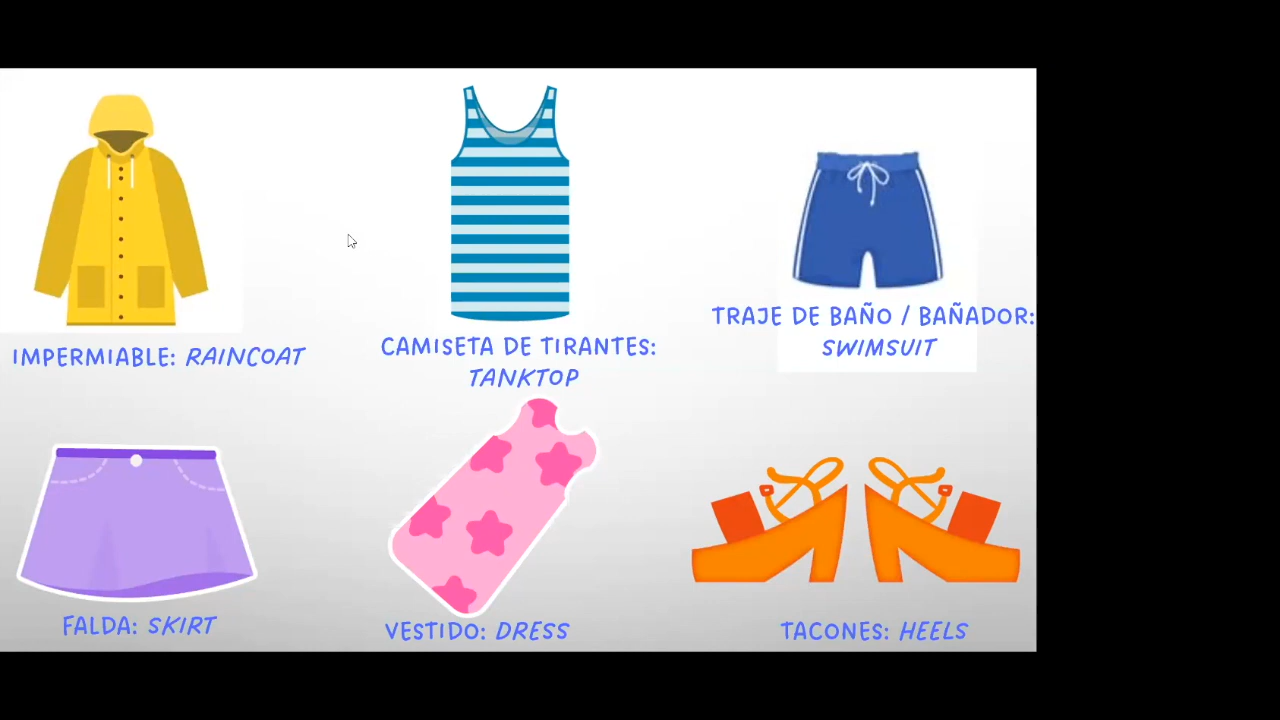 IMPERMIABLE: RAINCOAT
CAMISETA DE TIRANTES:
TANKTOP
TRAJE DE BAÑO / BAÑADOR:
SWIMSUIT
FALDA: SKIRT
VESTIDO: DRESS
TACONES: HEELS